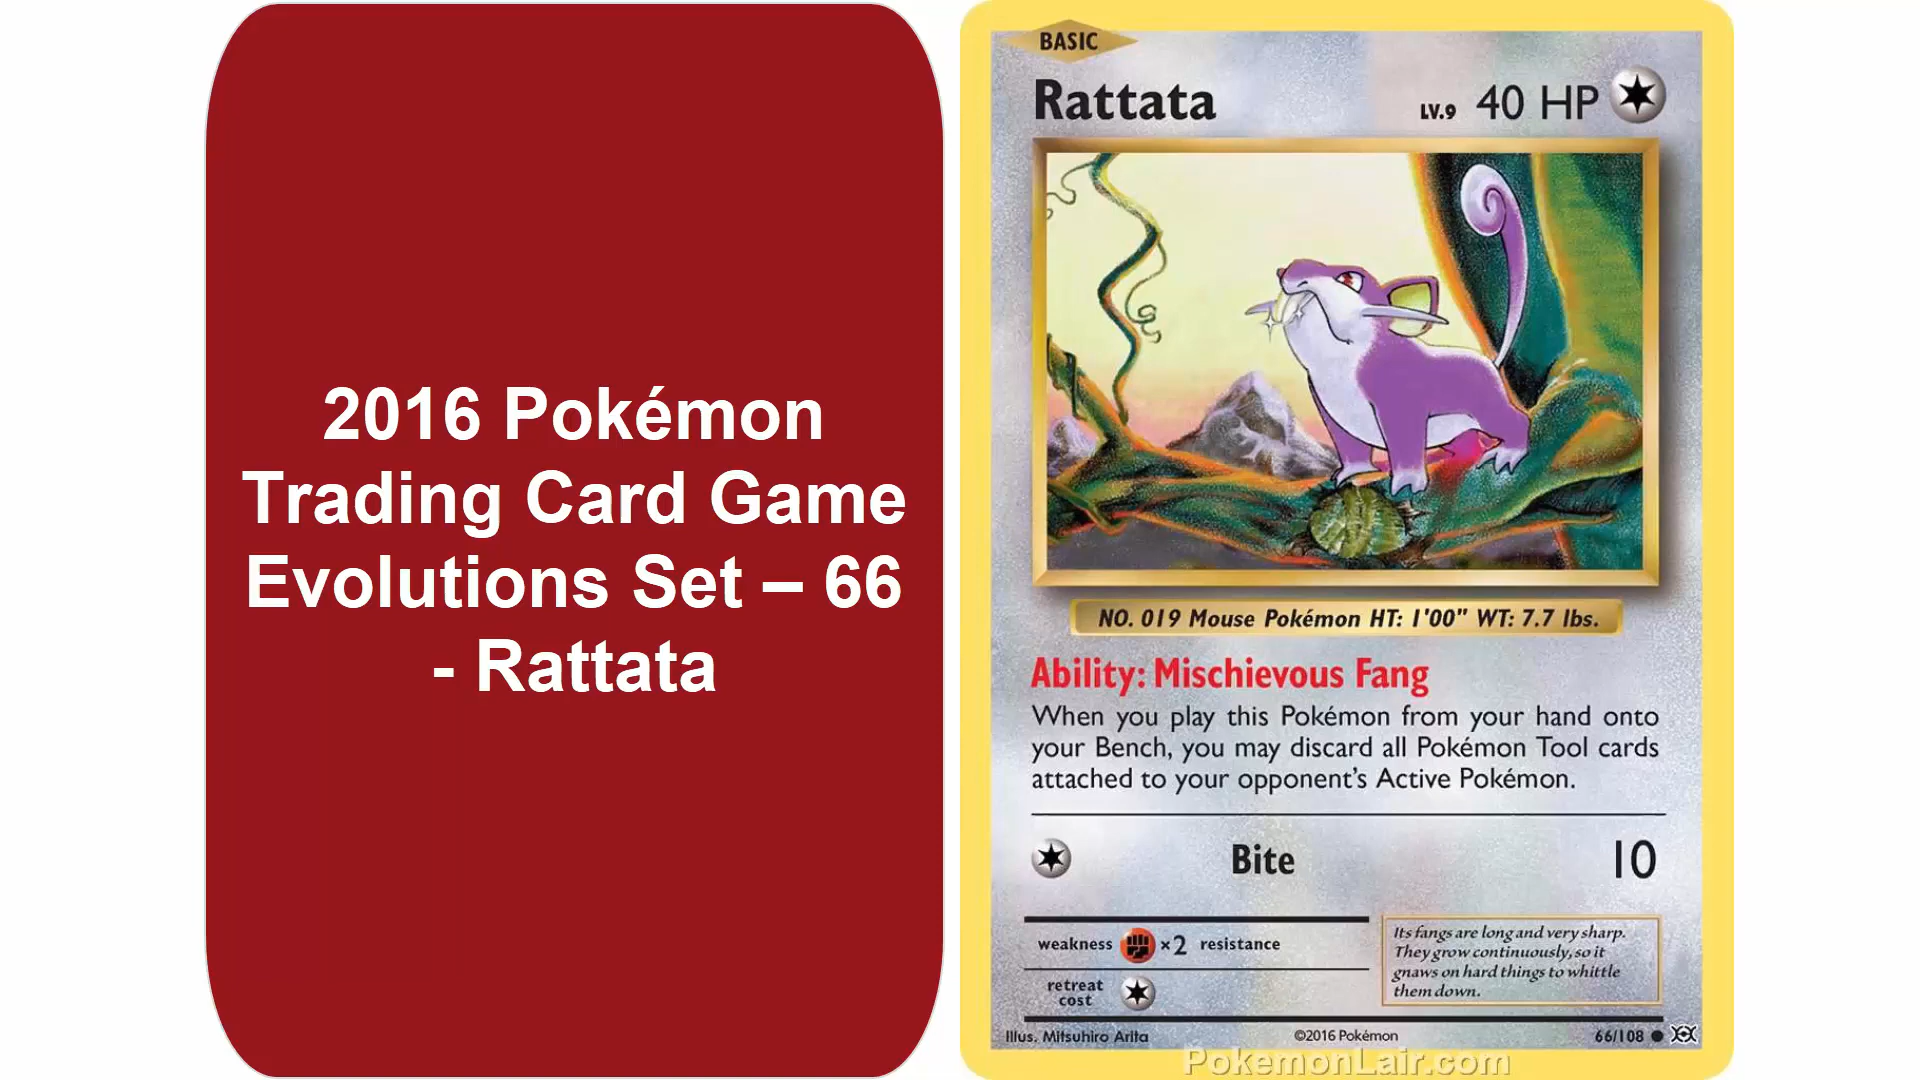 2016 Pokémon
Trading Card Game
Evolutions Set – 66
- Rattata
BASIC
Rattata
LV.9 40 HP
NO. 019 Mouse Pokémon HT: 1'00" WT: 7.7 lbs.
Ability: Mischievous Fang
When you play this Pokémon from your hand onto
your Bench, you may discard all Pokémon Tool cards
attached to your opponent's Active Pokémon.
Bite 10
weakness ×2 resistance
retreat
cost
Its fangs are long and very sharp.
They grow continuously, so it
gnaws on hard things to whittle
them down.
Illus. Mitsuhiro Arita
©2016 Pokémon
66/108
PokemonLair.com